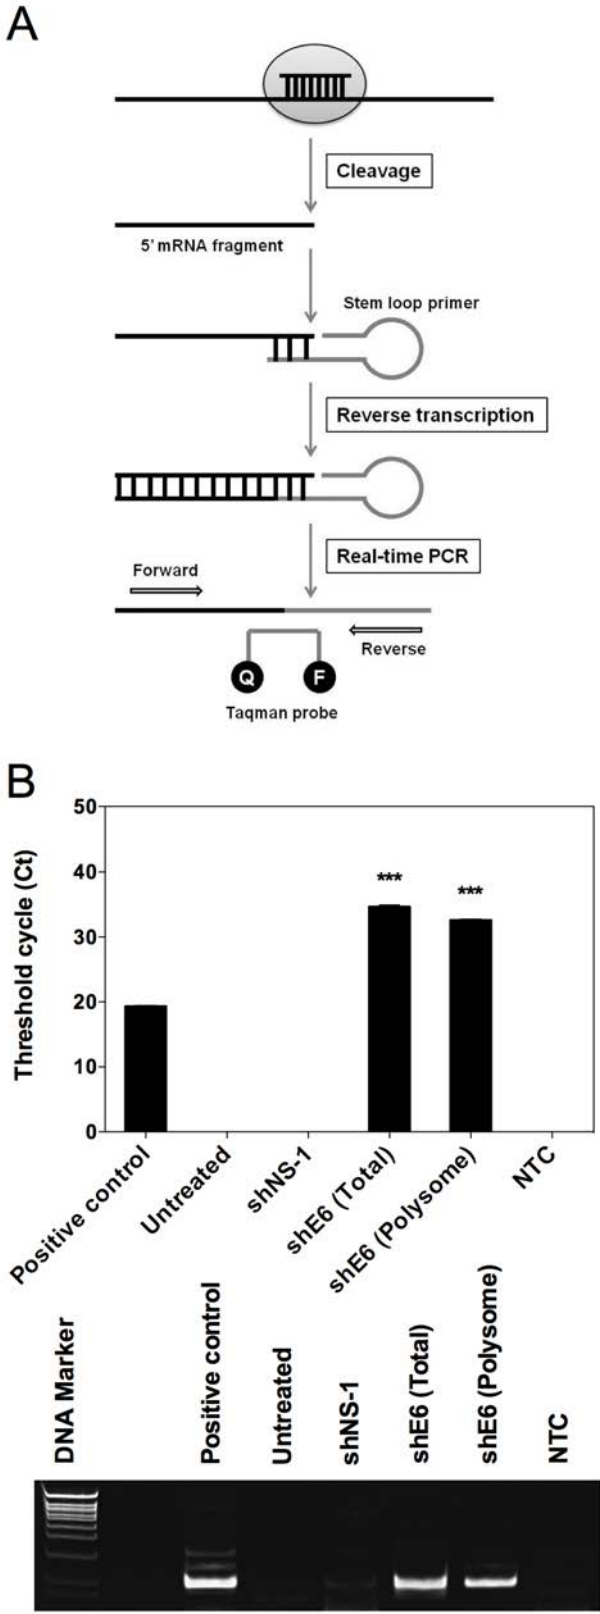 A
Cleavage
5' mRNA fragment
Stem loop primer
Reverse transcription
Real-time PCR
Forward
Reverse
Q F
Taqman probe
B
Threshold cycle (Ct)
50
40
30
20
10
0
***
***
Positive control
Untreated
shNS-1
shE6 (Total)
shE6 (Polysome)
NTC
DNA Marker
Positive control
Untreated
shNS-1
shE6 (Total)
shE6 (Polysome)
NTC